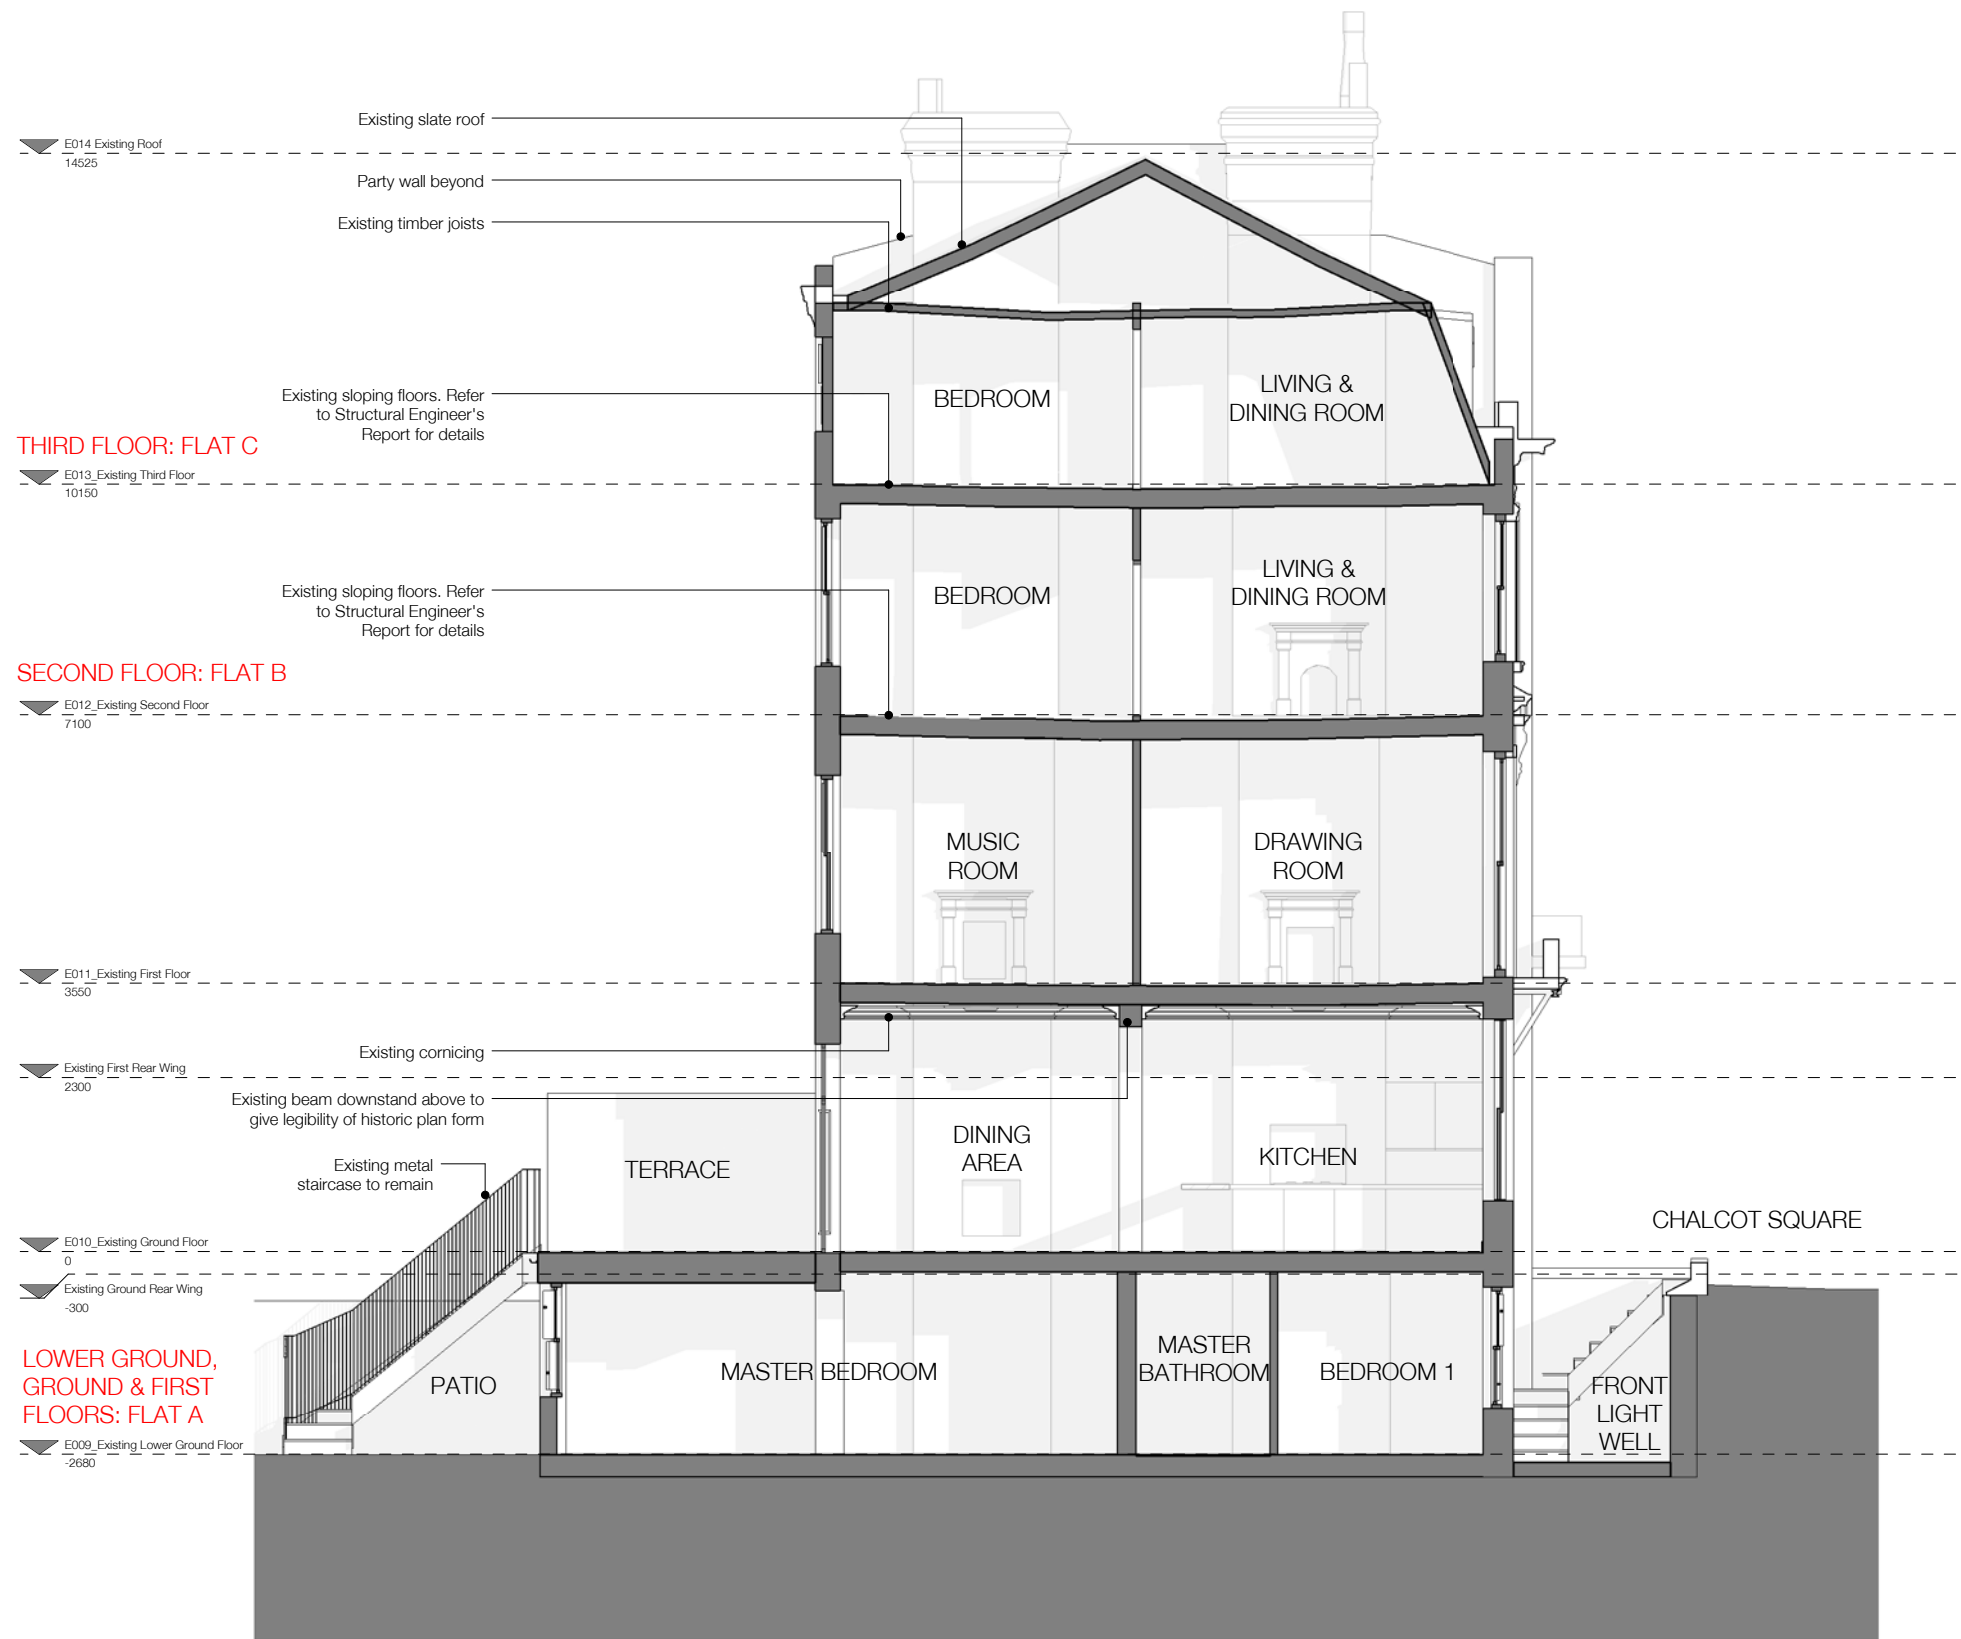 Existing slate roof
E014 Existing Roof
14525
Party wall beyond
Existing timber joists
Existing sloping floors. Refer
to Structural Engineer's
Report for details
BEDROOM
LIVING &
DINING ROOM
THIRD FLOOR: FLAT C
E013_Existing Third Floor
10150
Existing sloping floors. Refer
to Structural Engineer's
Report for details
BEDROOM
LIVING &
DINING ROOM
SECOND FLOOR: FLAT B
E012_Existing Second Floor
7100
MUSIC
ROOM
DRAWING
ROOM
E011_Existing First Floor
3550
Existing cornicing
Existing First Rear Wing
2300
Existing beam downstand above to
give legibility of historic plan form
DINING
AREA
KITCHEN
TERRACE
Existing metal
staircase to remain
CHALCOT SQUARE
E010_Existing Ground Floor
0
Existing Ground Rear Wing
-300
LOWER GROUND,
GROUND & FIRST
FLOORS: FLAT A
PATIO
MASTER BEDROOM
MASTER
BATHROOM
BEDROOM 1
FRONT
LIGHT
WELL
E009_Existing Lower Ground Floor
-2680